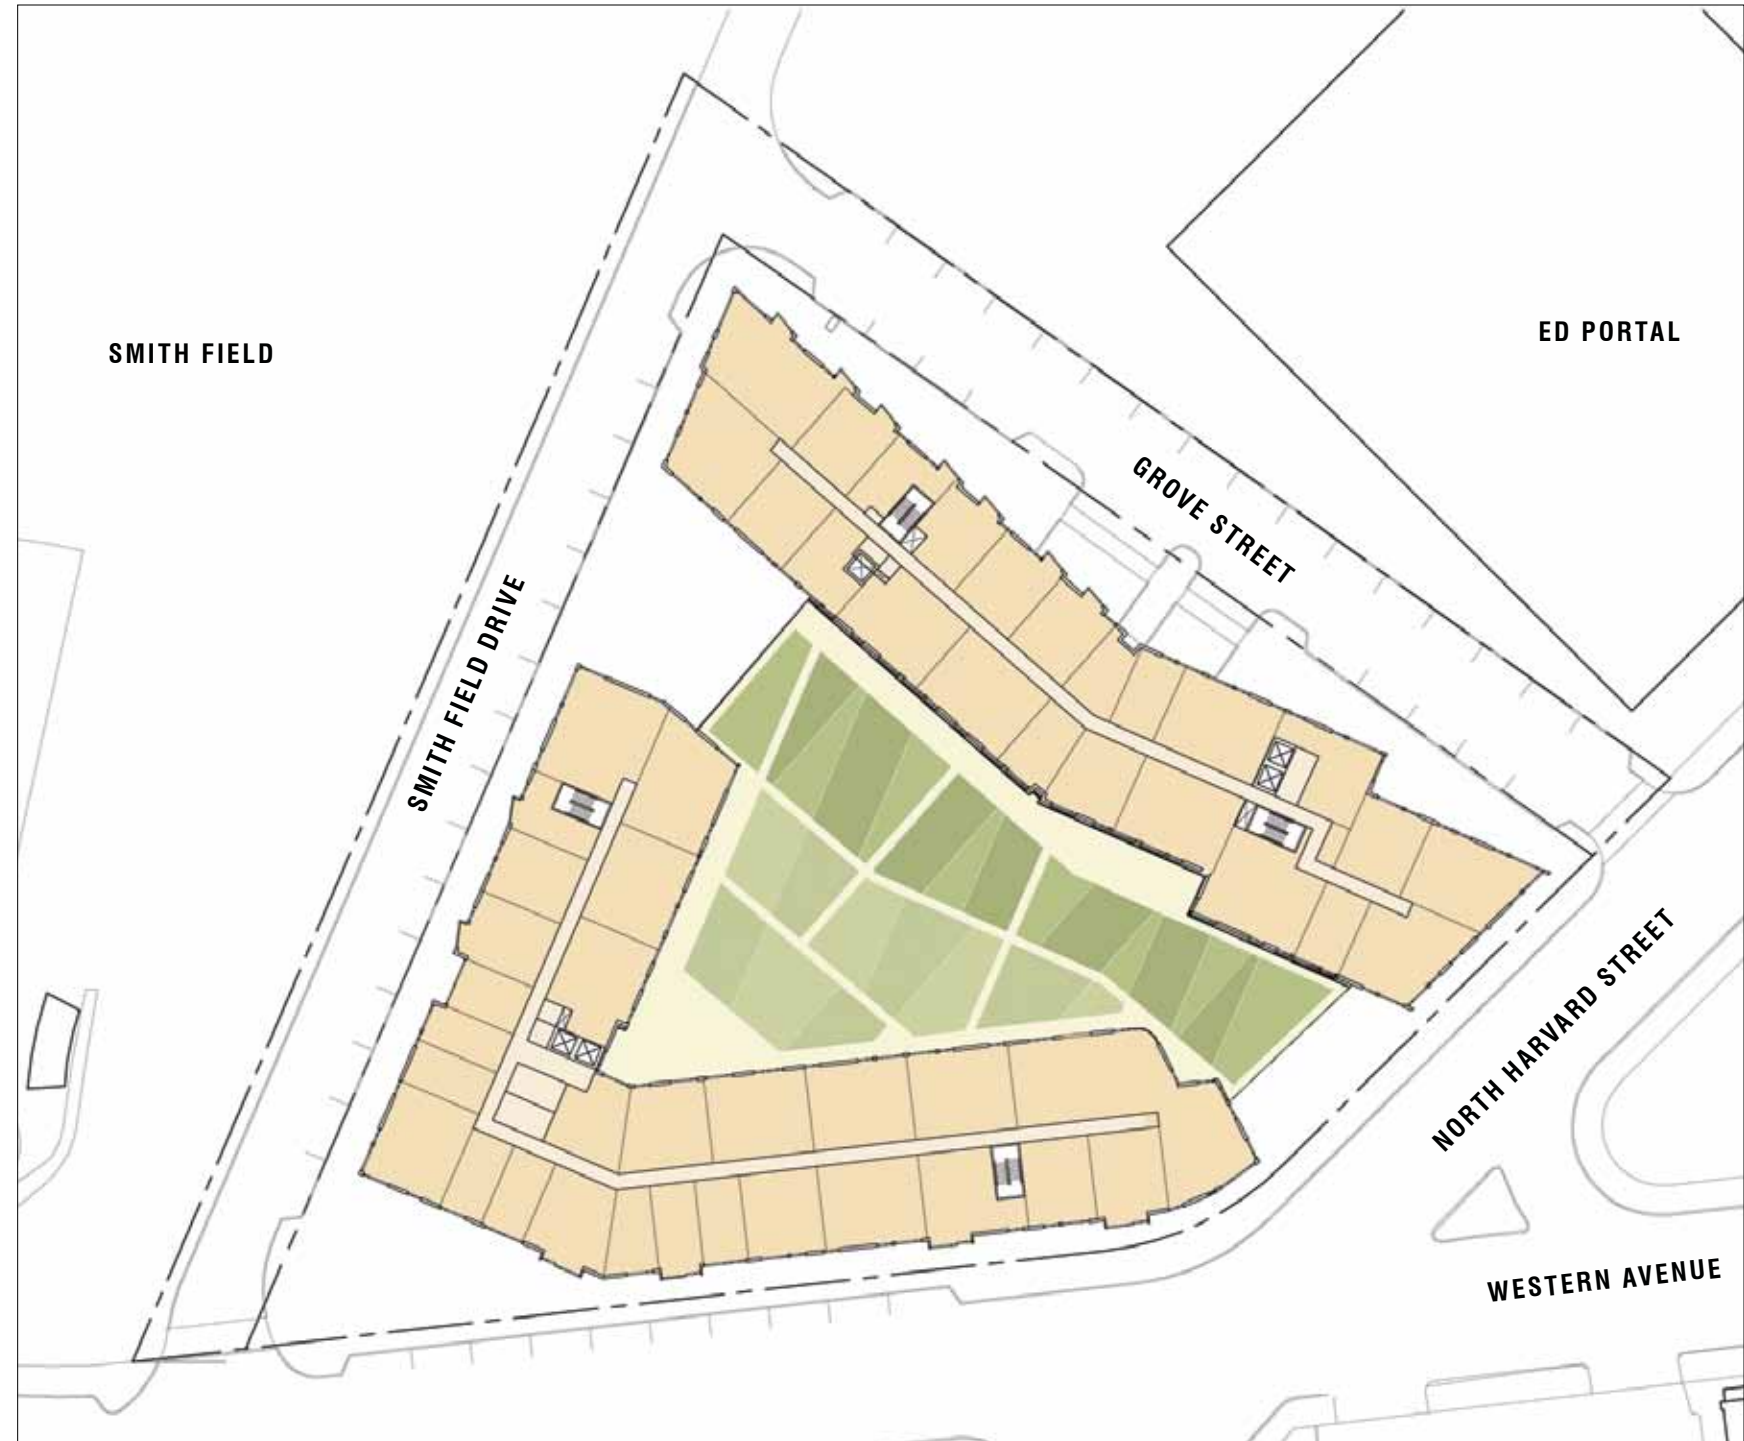 SMITH FIELD
ED PORTAL
GROVE STREET
SMITH FIELD DRIVE
NORTH HARVARD STREET
WESTERN AVENUE